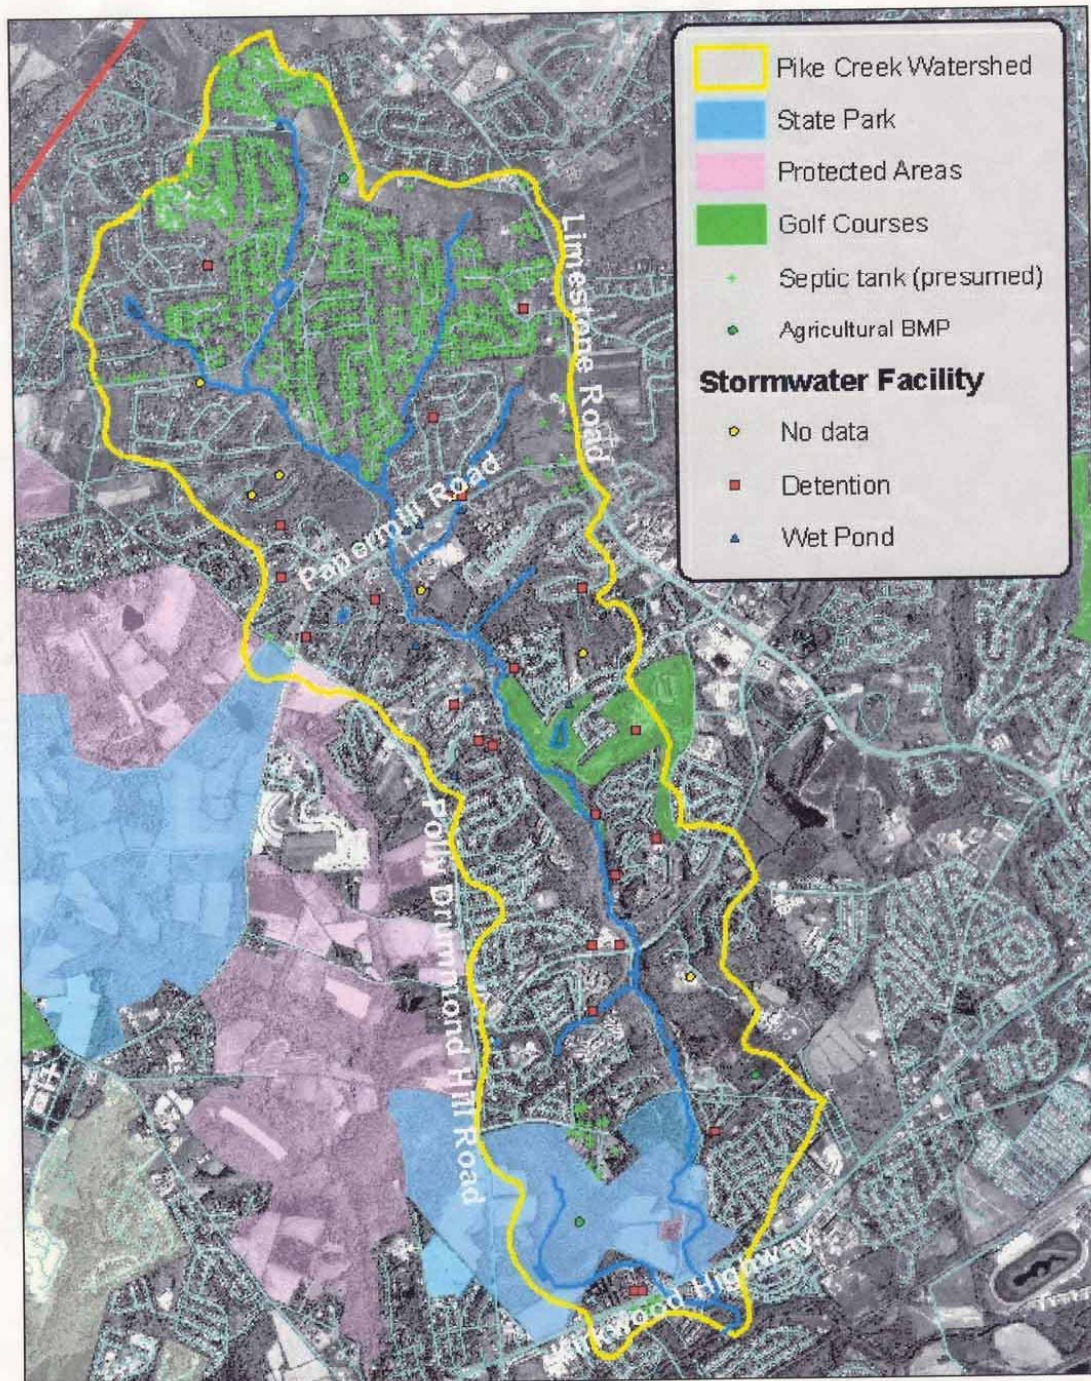 Pike Creek Watershed
State Park
Protected Areas
Golf Courses
Septic tank (presumed)
Agricultural BMP
Stormwater Facility
No data
Detention
Wet Pond
Limestone Road
Papermill Road
Polly Drummond Hill Road
Kirkwood Highway